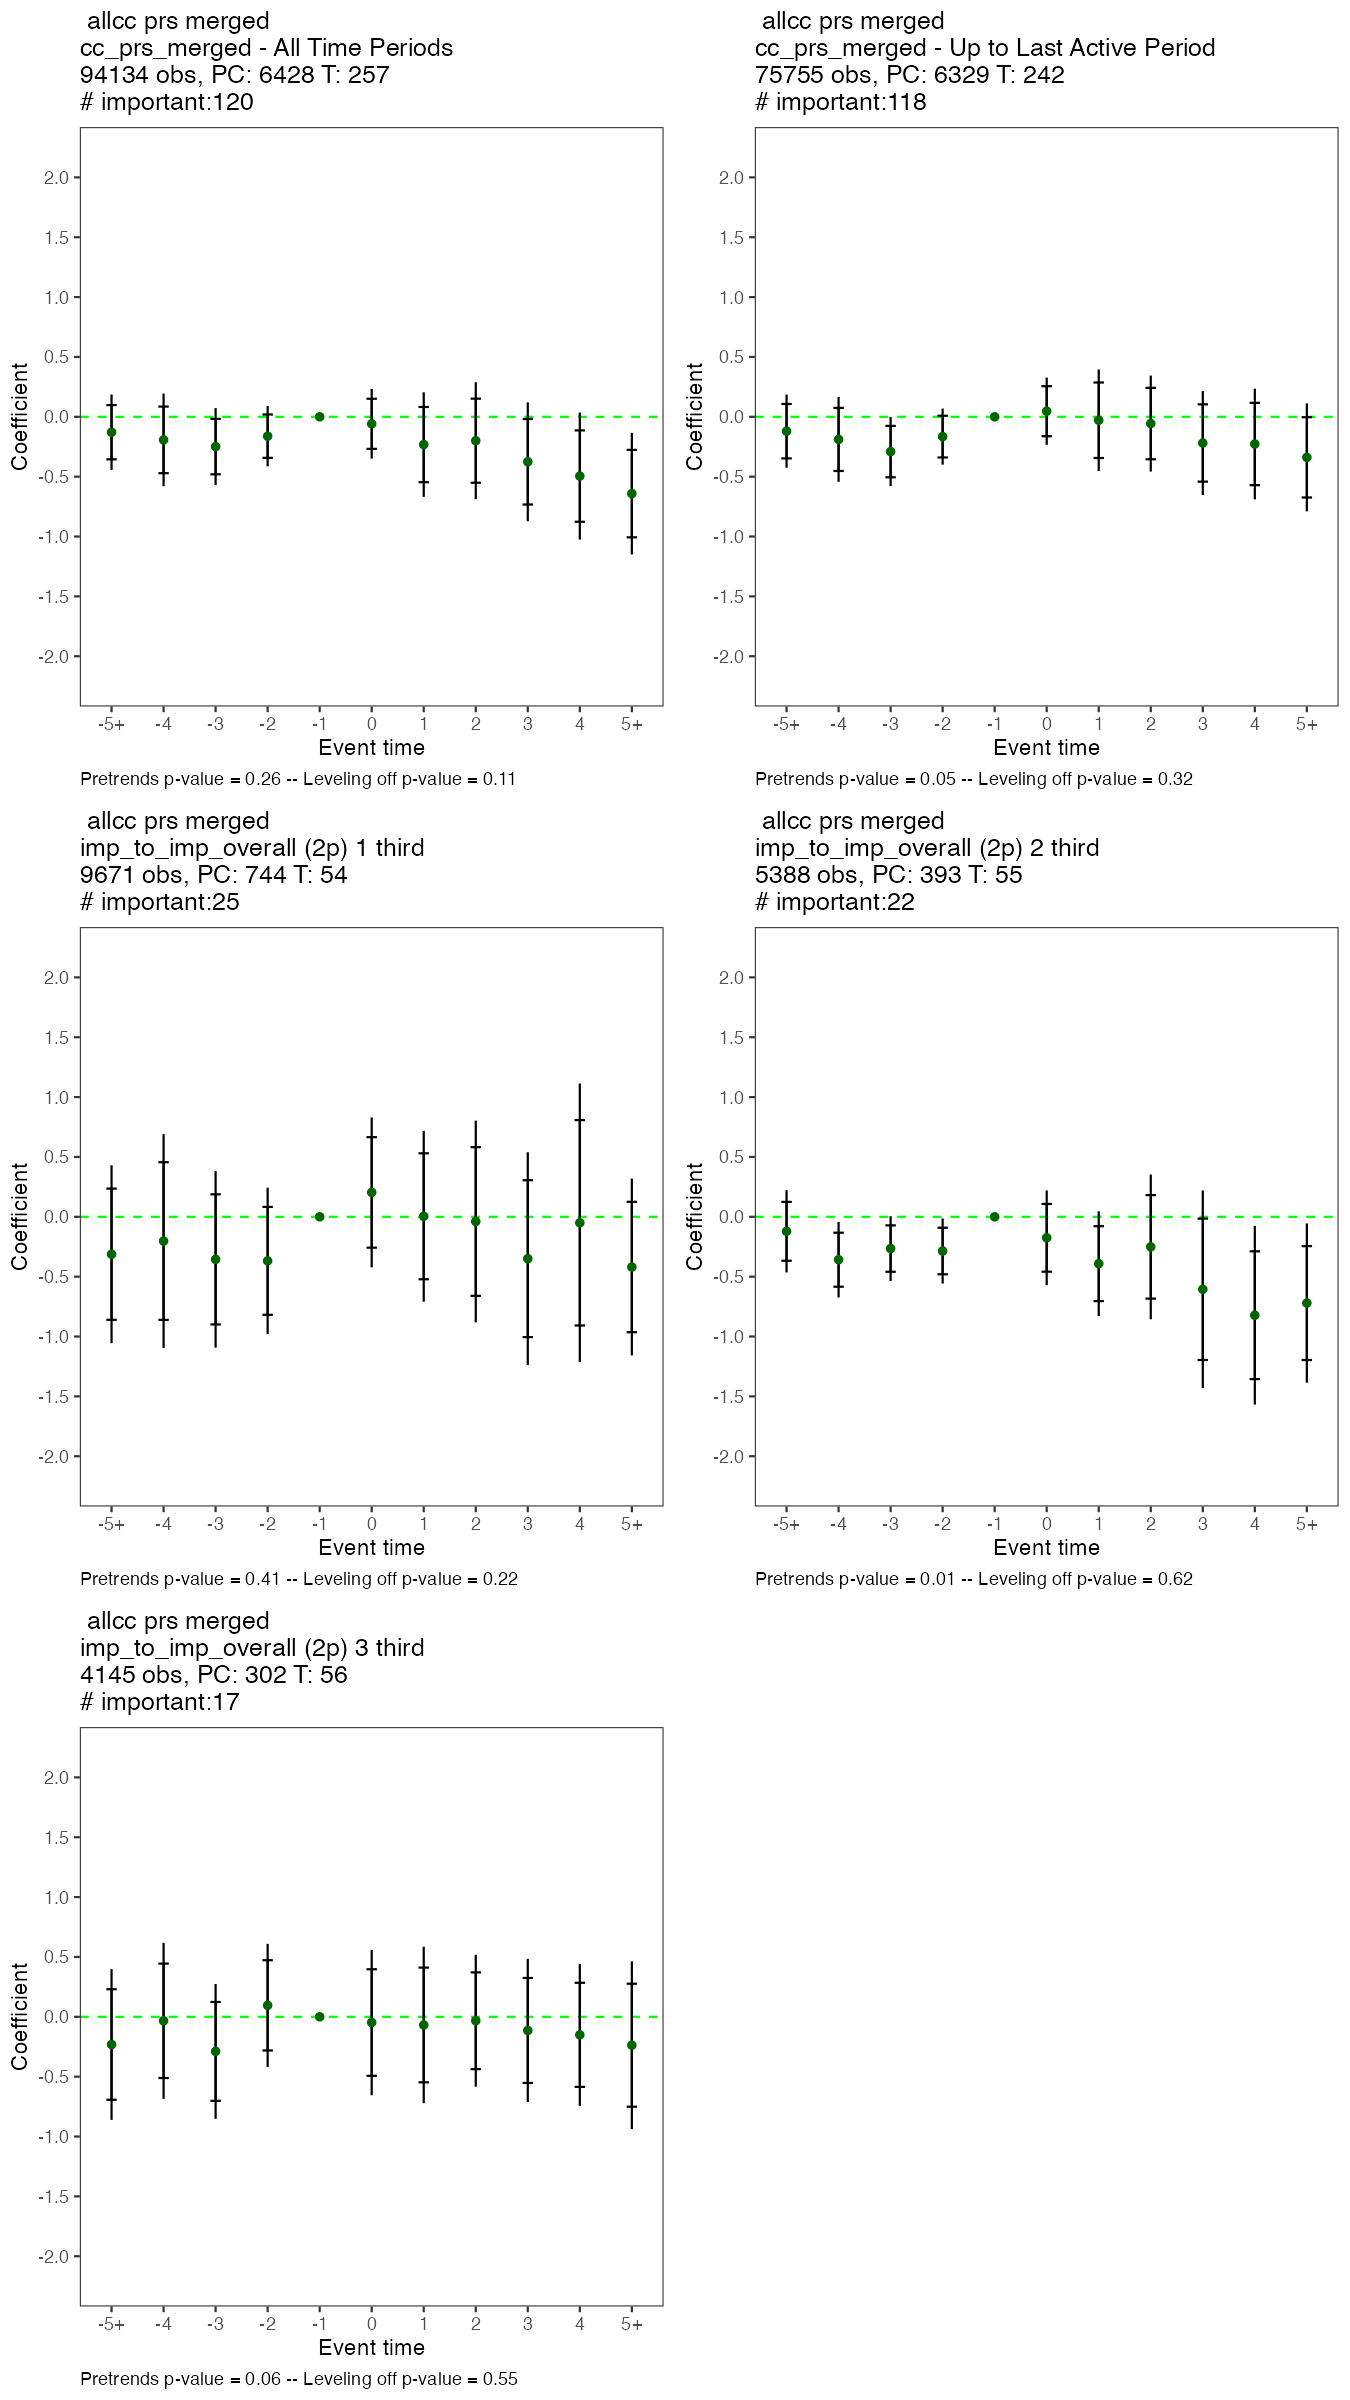 allcc prs merged
cc_prs_merged - All Time Periods
94134 obs, PC: 6428 T: 257
# important:120
2.0
1.5
1.0
0.5
0.0
-0.5
-1.0
-1.5
-2.0
Coefficient
-5+ -4 -3 -2 -1 0 1 2 3 4 5+
Event time
Pretrends p-value = 0.26 -- Leveling off p-value = 0.11
allcc prs merged
cc_prs_merged - Up to Last Active Period
75755 obs, PC: 6329 T: 242
# important:118
2.0
1.5
1.0
0.5
0.0
-0.5
-1.0
-1.5
-2.0
Coefficient
-5+ -4 -3 -2 -1 0 1 2 3 4 5+
Event time
Pretrends p-value = 0.05 -- Leveling off p-value = 0.32
allcc prs merged
imp_to_imp_overall (2p) 1 third
9671 obs, PC: 744 T: 54
# important:25
2.0
1.5
1.0
0.5
0.0
-0.5
-1.0
-1.5
-2.0
Coefficient
-5+ -4 -3 -2 -1 0 1 2 3 4 5+
Event time
Pretrends p-value = 0.41 -- Leveling off p-value = 0.22
allcc prs merged
imp_to_imp_overall (2p) 2 third
5388 obs, PC: 393 T: 55
# important:22
2.0
1.5
1.0
0.5
0.0
-0.5
-1.0
-1.5
-2.0
Coefficient
-5+ -4 -3 -2 -1 0 1 2 3 4 5+
Event time
Pretrends p-value = 0.01 -- Leveling off p-value = 0.62
allcc prs merged
imp_to_imp_overall (2p) 3 third
4145 obs, PC: 302 T: 56
# important:17
2.0
1.5
1.0
0.5
0.0
-0.5
-1.0
-1.5
-2.0
Coefficient
-5+ -4 -3 -2 -1 0 1 2 3 4 5+
Event time
Pretrends p-value = 0.06 -- Leveling off p-value = 0.55